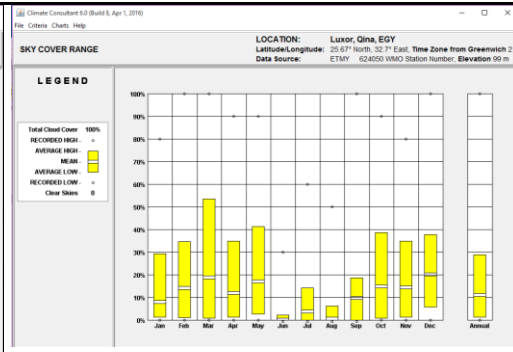 Climate Consultant 6.0 (Build 8, Apr 1, 2016)
File Criteria Charts Help
SKY COVER RANGE
LOCATION: Luxor, Qina, EGY
Latitude/Longitude: 25.67° North, 32.7° East, Time Zone from Greenwich 2
Data Source: ETMY 624050 WMO Station Number, Elevation 99 m
LEGEND
Total Cloud Cover 100%
RECORDED HIGH -
AVERAGE HIGH -
MEAN -
AVERAGE LOW -
RECORDED LOW -
Clear Skies 0
100%
90%
80%
70%
60%
50%
40%
30%
20%
10%
0%
Jan Feb Mar Apr May Jun Jul Aug Sep Oct Nov Dec Annual